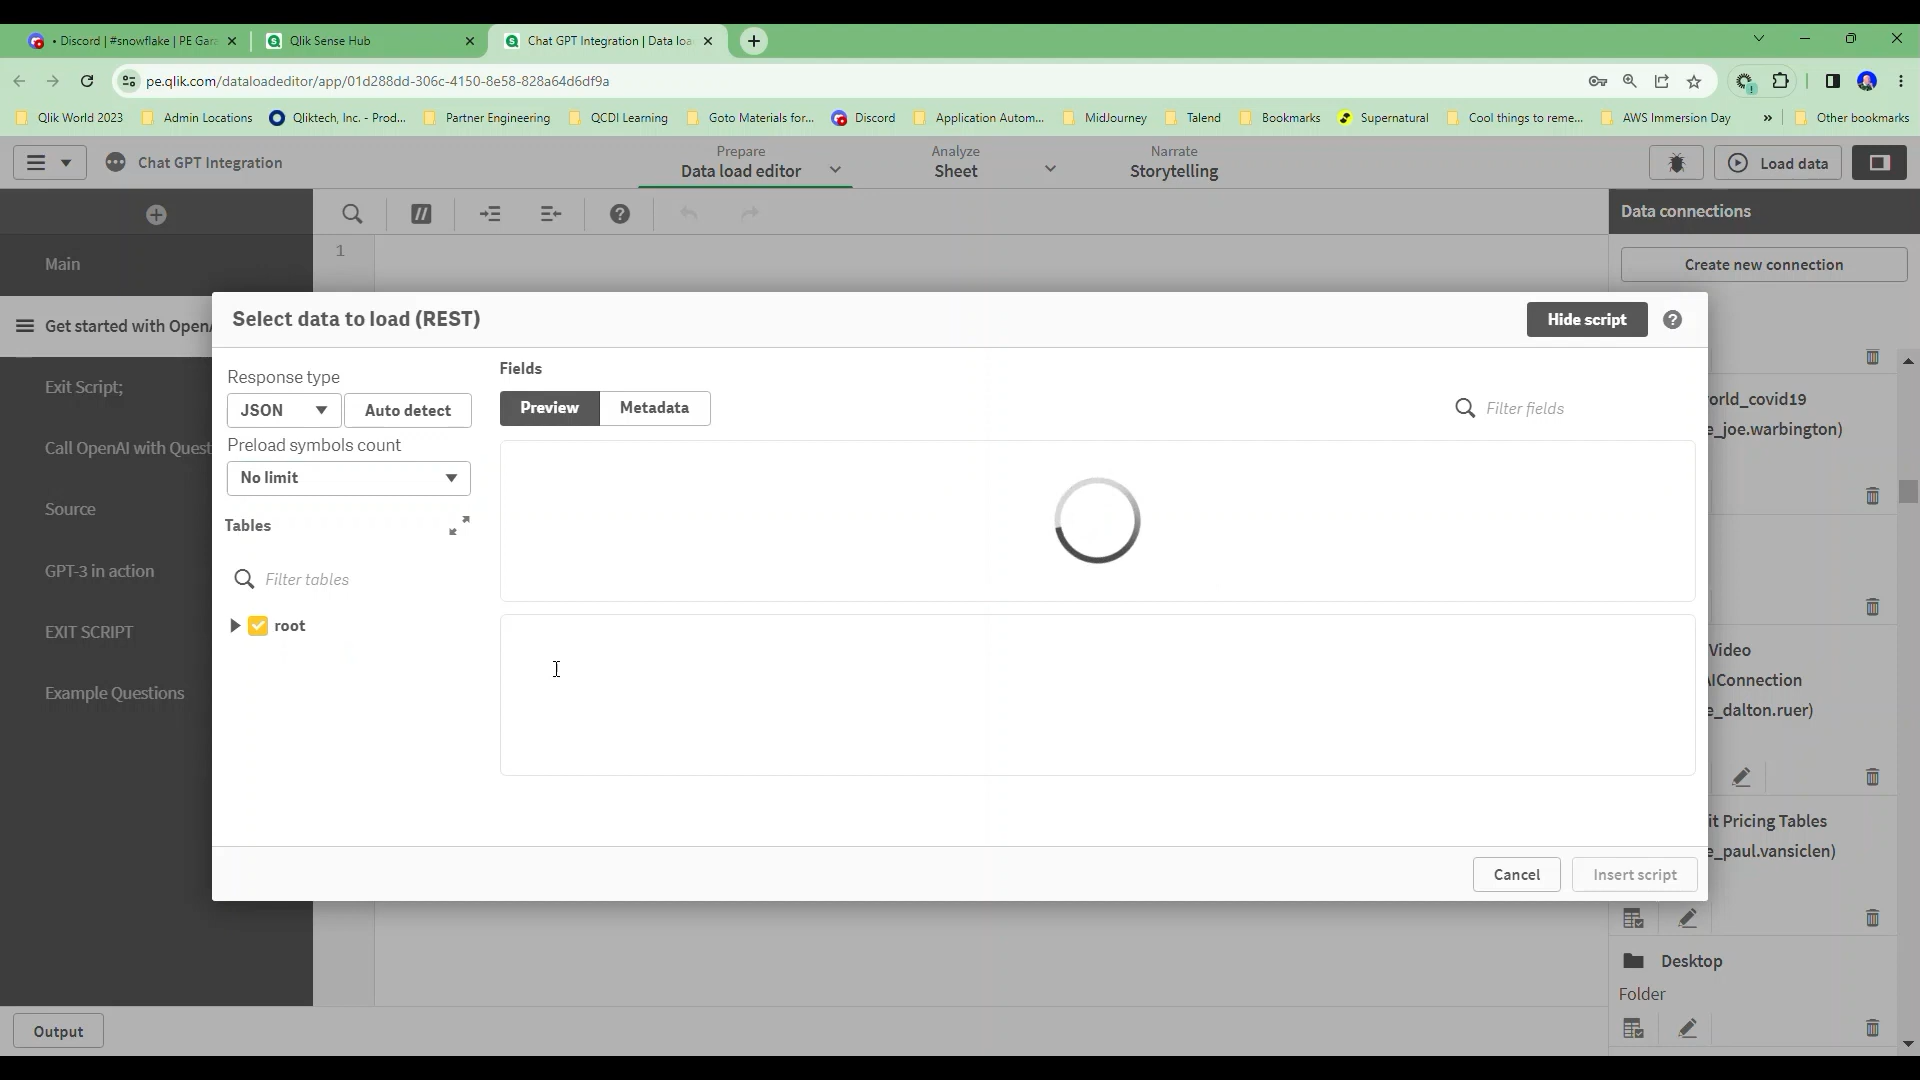 • Discord | #snowflake | PE Gara
Qlik Sense Hub
Chat GPT Integration | Data loa
pe.qlik.com/dataloadeditor/app/01d288dd-306c-4150-8e58-828a64d6df9a
Qlik World 2023
Admin Locations
Qliktech, Inc. - Prod...
Partner Engineering
QCDI Learning
Goto Materials for...
Discord
Application Autom...
MidJourney
Talend
Bookmarks
Supernatural
Cool things to reme...
AWS Immersion Day
»
Other bookmarks
Chat GPT Integration
Prepare
Data load editor
Analyze
Sheet
Narrate
Storytelling
Load data
Data connections
1
Main
Create new connection
Get started with OpenA
Select data to load (REST)
Hide script
Exit Script;
Call OpenAI with Quest
Source
GPT-3 in action
EXIT SCRIPT
Example Questions
Response type
JSON
Auto detect
Preload symbols count
No limit
Tables
Filter tables
root
Fields
Preview
Metadata
Filter fields
Cancel
Insert script
orld_covid19
e_joe.warbington)
Video
AIConnection
e_dalton.ruer)
it Pricing Tables
e_paul.vansiclen)
Desktop
Folder
Output